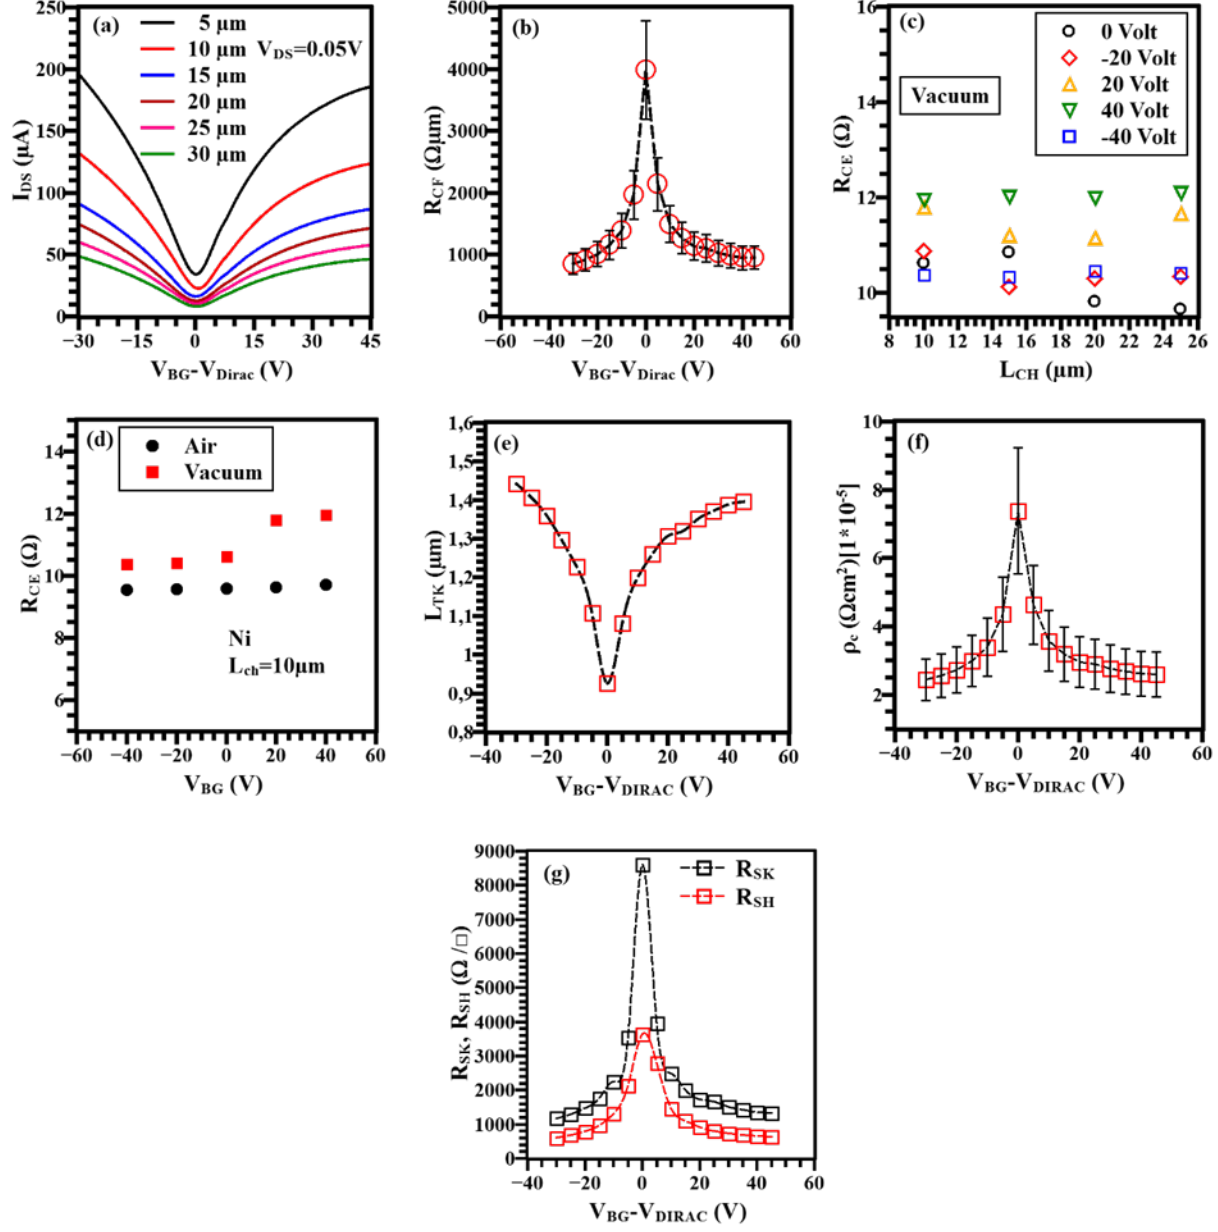 (a)
5 µm
10 µm V_DS=0.05V
15 µm
20 µm
25 µm
30 µm
250
200
150
100
50
0
I_DS (µA)
−30 −15 0 15 30 45
V_BG-V_Dirac (V)
(b)
5000
4000
3000
2000
1000
0
R_CF (Ωµm)
−60 −40 −20 0 20 40 60
V_BG-V_Dirac (V)
(c)
0 Volt
-20 Volt
20 Volt
40 Volt
-40 Volt
Vacuum
16
14
12
10
R_CE (Ω)
8 10 12 14 16 18 20 22 24 26
L_CH (µm)
(d)
Air
Vacuum
14
12
10
8
6
R_CE (Ω)
Ni
L_ch=10µm
−60 −40 −20 0 20 40 60
V_BG (V)
(e)
1,6
1,5
1,4
1,3
1,2
1,1
1
0,9
0,8
L_TK (µm)
−40 −20 0 20 40 60
V_BG-V_DIRAC (V)
(f)
10
8
6
4
2
ρ_c (Ωcm²)[1*10⁻⁵]
−40 −20 0 20 40 60
V_BG-V_DIRAC (V)
(g)
R_SK
R_SH
9000
8000
7000
6000
5000
4000
3000
2000
1000
0
R_SK, R_SH (Ω /□)
−40 −20 0 20 40 60
V_BG-V_DIRAC (V)